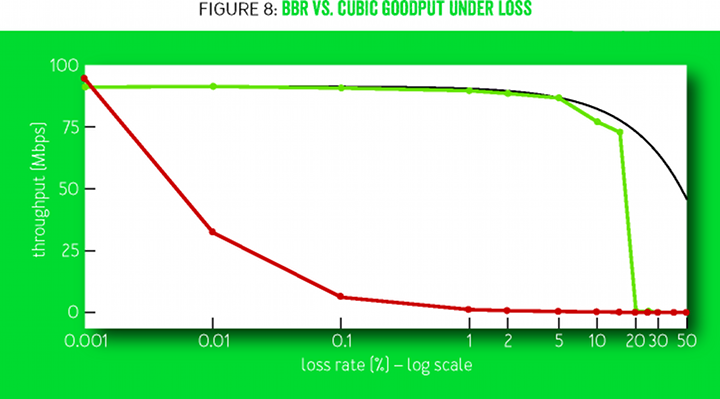 FIGURE 8: BBR VS. CUBIC GOODPUT UNDER LOSS
100
75
50
25
0
throughput (Mbps)
0.001 0.01 0.1 1 2 5 10 20 30 50
loss rate (%) – log scale